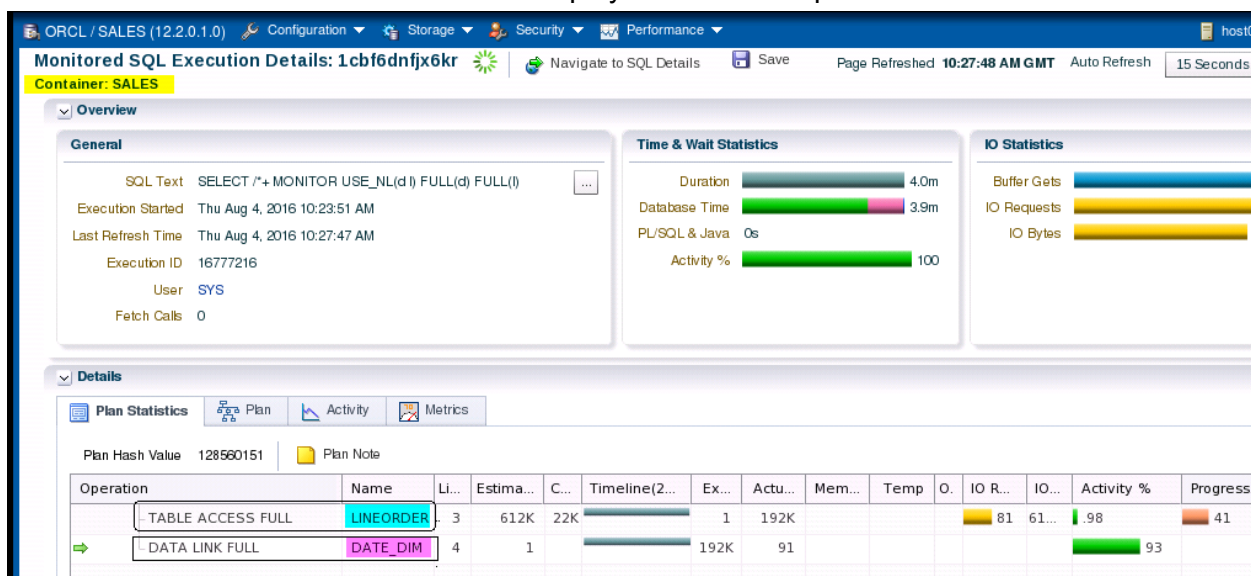 ORCL / SALES (12.2.0.1.0) Configuration Storage Security Performance
Monitored SQL Execution Details: 1cbf6dnfjx6kr Navigate to SQL Details Save Page Refreshed 10:27:48 AM GMT Auto Refresh 15 Seconds
Container: SALES
Overview
General Time & Wait Statistics IO Statistics
SQL Text SELECT /*+ MONITOR USE_NL(d l) FULL(d) FULL(l) ... Duration 4.0m Buffer Gets
Execution Started Thu Aug 4, 2016 10:23:51 AM Database Time 3.9m IO Requests
Last Refresh Time Thu Aug 4, 2016 10:27:47 AM PL/SQL & Java 0s IO Bytes
Execution ID 16777216 Activity % 100
User SYS
Fetch Calls 0
Details
Plan Statistics Plan Activity Metrics
Plan Hash Value 128560151 Plan Note
Operation Name Li... Estima... C... Timeline(2... Ex... Actu... Mem... Temp O. IO R... IO... Activity % Progress
TABLE ACCESS FULL LINEORDER 3 612K 22K 1 192K 81 61... .98 41
DATA LINK FULL DATE_DIM 4 1 192K 91 93